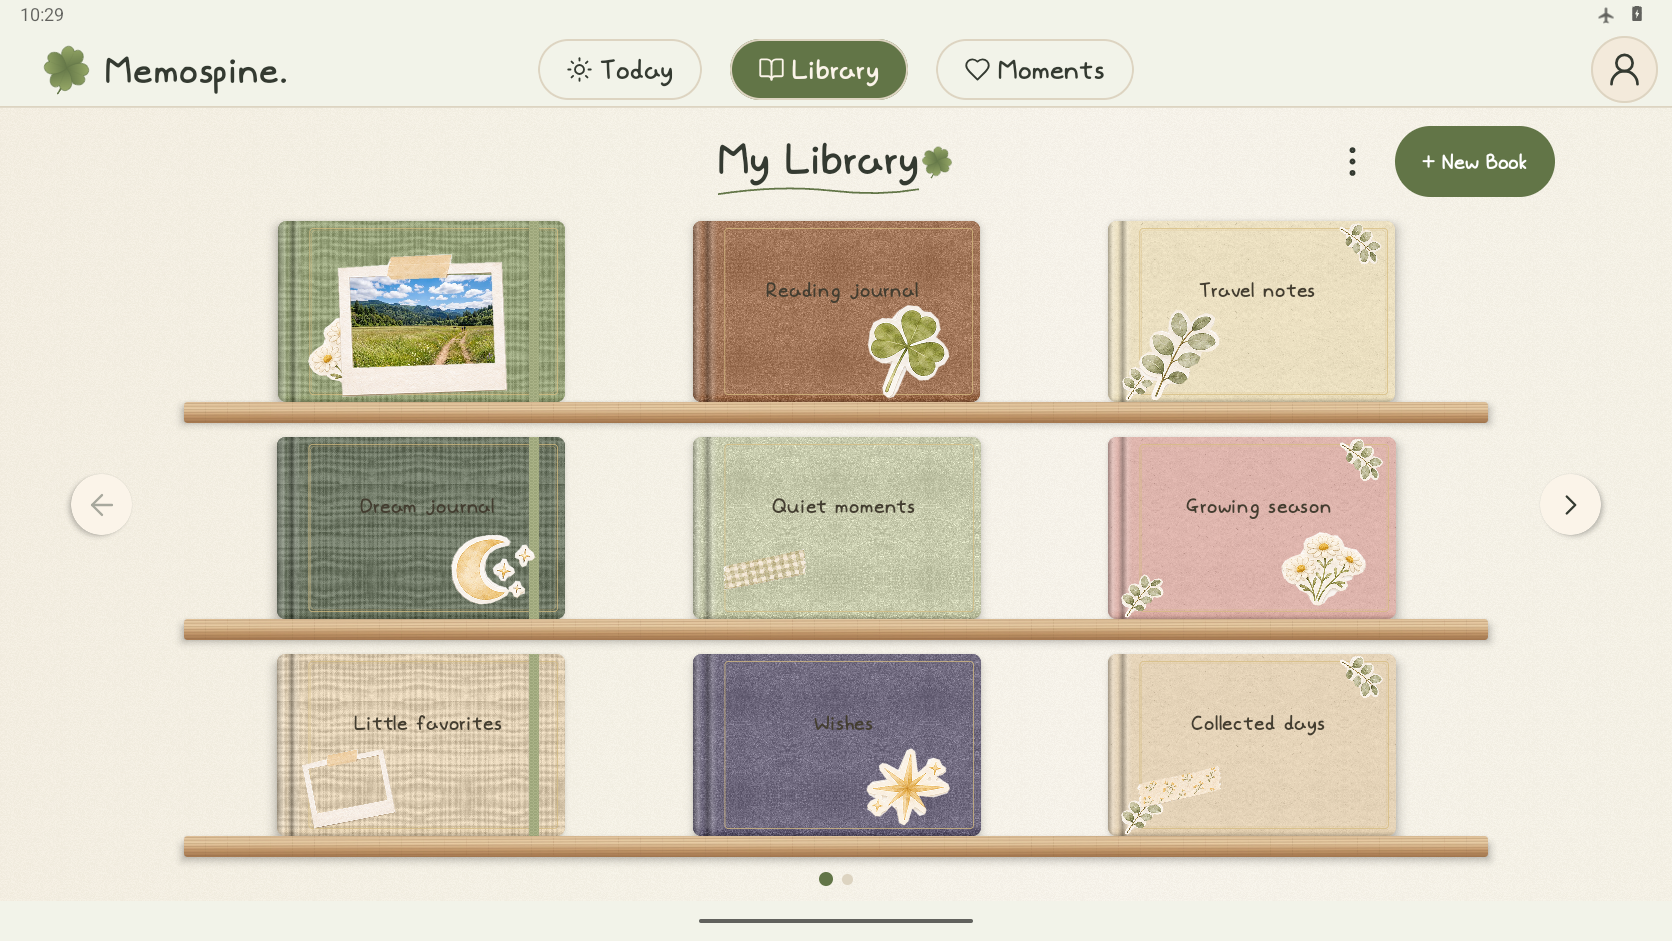 10:29
Memospine.
Today
Library
Moments
My Library
+ New Book
Reading journal
Travel notes
Dream journal
Quiet moments
Growing season
Little favorites
Wishes
Collected days